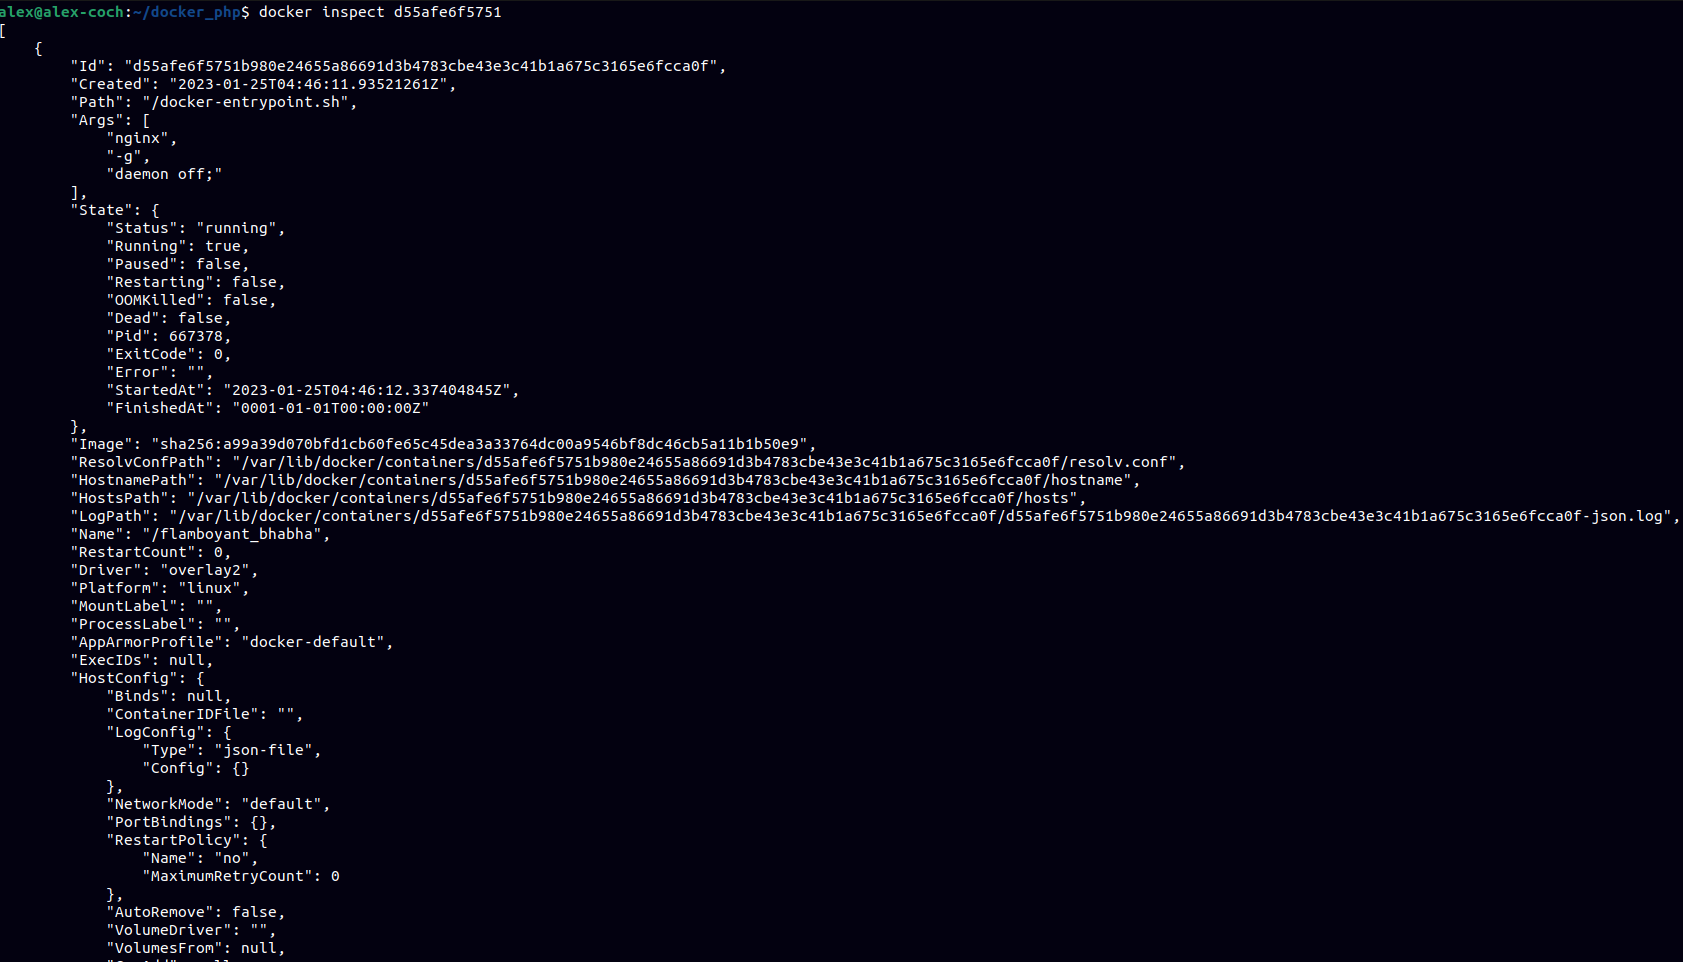 alex@alex-coch:~/docker_php$ docker inspect d55afe6f5751
[
    {
        "Id": "d55afe6f5751b980e24655a86691d3b4783cbe43e3c41b1a675c3165e6fcca0f",
        "Created": "2023-01-25T04:46:11.93521261Z",
        "Path": "/docker-entrypoint.sh",
        "Args": [
            "nginx",
            "-g",
            "daemon off;"
        ],
        "State": {
            "Status": "running",
            "Running": true,
            "Paused": false,
            "Restarting": false,
            "OOMKilled": false,
            "Dead": false,
            "Pid": 667378,
            "ExitCode": 0,
            "Error": "",
            "StartedAt": "2023-01-25T04:46:12.337404845Z",
            "FinishedAt": "0001-01-01T00:00:00Z"
        },
        "Image": "sha256:a99a39d070bfd1cb60fe65c45dea3a33764dc00a9546bf8dc46cb5a11b1b50e9",
        "ResolvConfPath": "/var/lib/docker/containers/d55afe6f5751b980e24655a86691d3b4783cbe43e3c41b1a675c3165e6fcca0f/resolv.conf",
        "HostnamePath": "/var/lib/docker/containers/d55afe6f5751b980e24655a86691d3b4783cbe43e3c41b1a675c3165e6fcca0f/hostname",
        "HostsPath": "/var/lib/docker/containers/d55afe6f5751b980e24655a86691d3b4783cbe43e3c41b1a675c3165e6fcca0f/hosts",
        "LogPath": "/var/lib/docker/containers/d55afe6f5751b980e24655a86691d3b4783cbe43e3c41b1a675c3165e6fcca0f/d55afe6f5751b980e24655a86691d3b4783cbe43e3c41b1a675c3165e6fcca0f-json.log",
        "Name": "/flamboyant_bhabha",
        "RestartCount": 0,
        "Driver": "overlay2",
        "Platform": "linux",
        "MountLabel": "",
        "ProcessLabel": "",
        "AppArmorProfile": "docker-default",
        "ExecIDs": null,
        "HostConfig": {
            "Binds": null,
            "ContainerIDFile": "",
            "LogConfig": {
                "Type": "json-file",
                "Config": {}
            },
            "NetworkMode": "default",
            "PortBindings": {},
            "RestartPolicy": {
                "Name": "no",
                "MaximumRetryCount": 0
            },
            "AutoRemove": false,
            "VolumeDriver": "",
            "VolumesFrom": null,